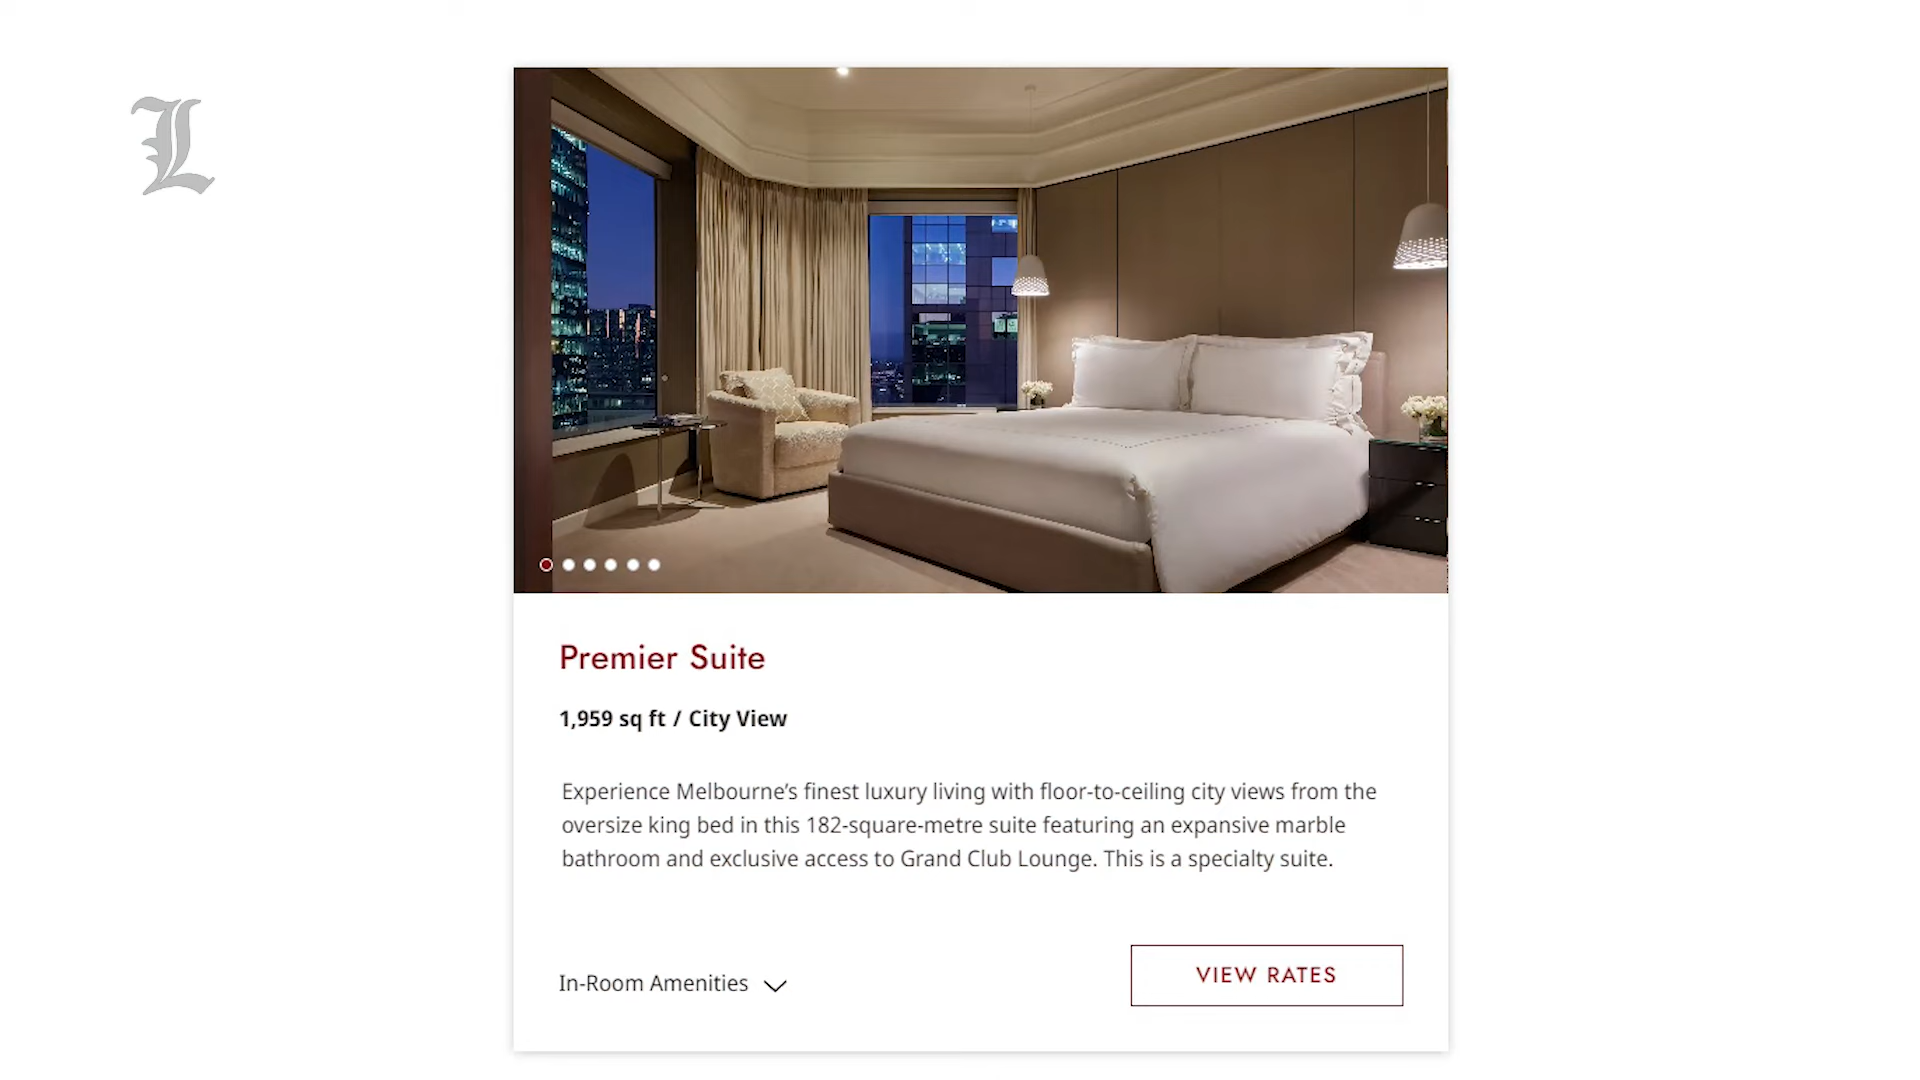 L
Premier Suite
1,959 sq ft / City View
Experience Melbourne’s finest luxury living with floor-to-ceiling city views from the
oversize king bed in this 182-square-metre suite featuring an expansive marble
bathroom and exclusive access to Grand Club Lounge. This is a specialty suite.
In-Room Amenities
VIEW RATES